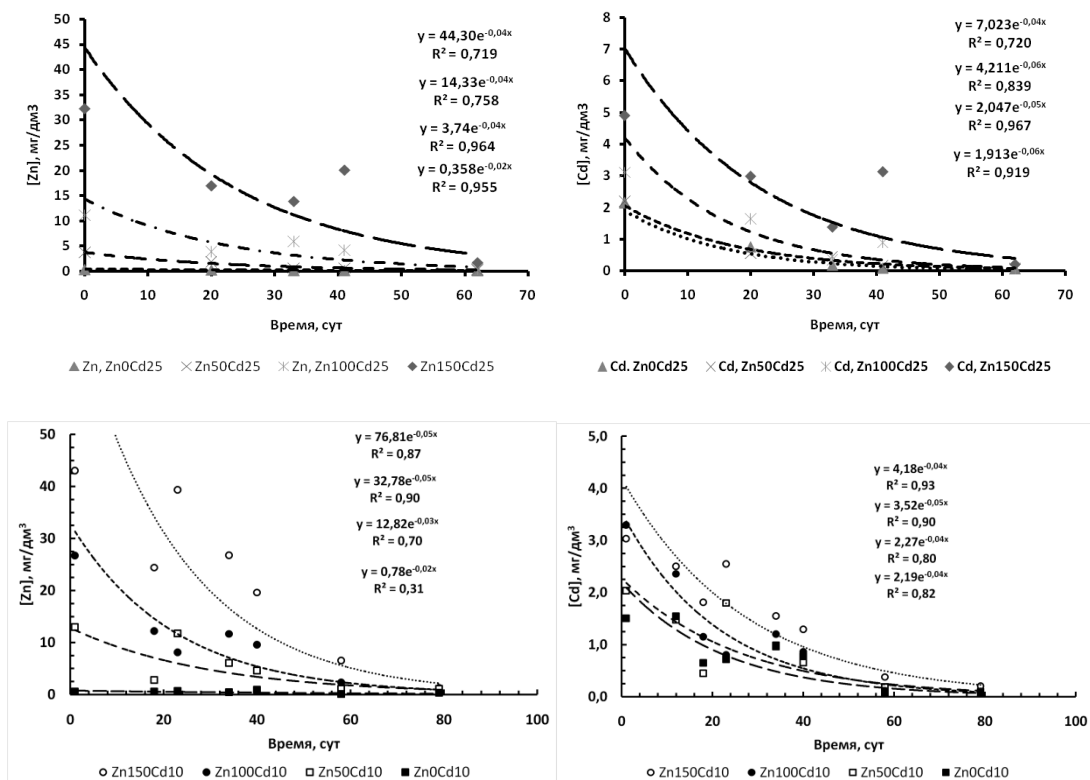 [Zn], мг/дм3
50
45
40
35
30
25
20
15
10
5
0
y = 44,30e^-0,04x
R² = 0,719
y = 14,33e^-0,04x
R² = 0,758
y = 3,74e^-0,04x
R² = 0,964
y = 0,358e^-0,02x
R² = 0,955
0 10 20 30 40 50 60 70
Время, сут
Zn, Zn0Cd25 Zn50Cd25 Zn, Zn100Cd25 Zn150Cd25
[Cd], мг/дм3
8
7
6
5
4
3
2
1
0
y = 7,023e^-0,04x
R² = 0,720
y = 4,211e^-0,06x
R² = 0,839
y = 2,047e^-0,05x
R² = 0,967
y = 1,913e^-0,06x
R² = 0,919
0 10 20 30 40 50 60 70
Время, сут
Cd, Zn0Cd25 Cd, Zn50Cd25 Cd, Zn100Cd25 Cd, Zn150Cd25
[Zn], мг/дм³
50
40
30
20
10
0
y = 76,81e^-0,05x
R² = 0,87
y = 32,78e^-0,05x
R² = 0,90
y = 12,82e^-0,03x
R² = 0,70
y = 0,78e^-0,02x
R² = 0,31
0 20 40 60 80 100
Время, сут
Zn150Cd10 Zn100Cd10 Zn50Cd10 Zn0Cd10
[Cd], мг/дм³
5,0
4,0
3,0
2,0
1,0
0,0
y = 4,18e^-0,04x
R² = 0,93
y = 3,52e^-0,05x
R² = 0,90
y = 2,27e^-0,04x
R² = 0,80
y = 2,19e^-0,04x
R² = 0,82
0 20 40 60 80 100
Время, сут
Zn150Cd10 Zn100Cd10 Zn50Cd10 Zn0Cd10